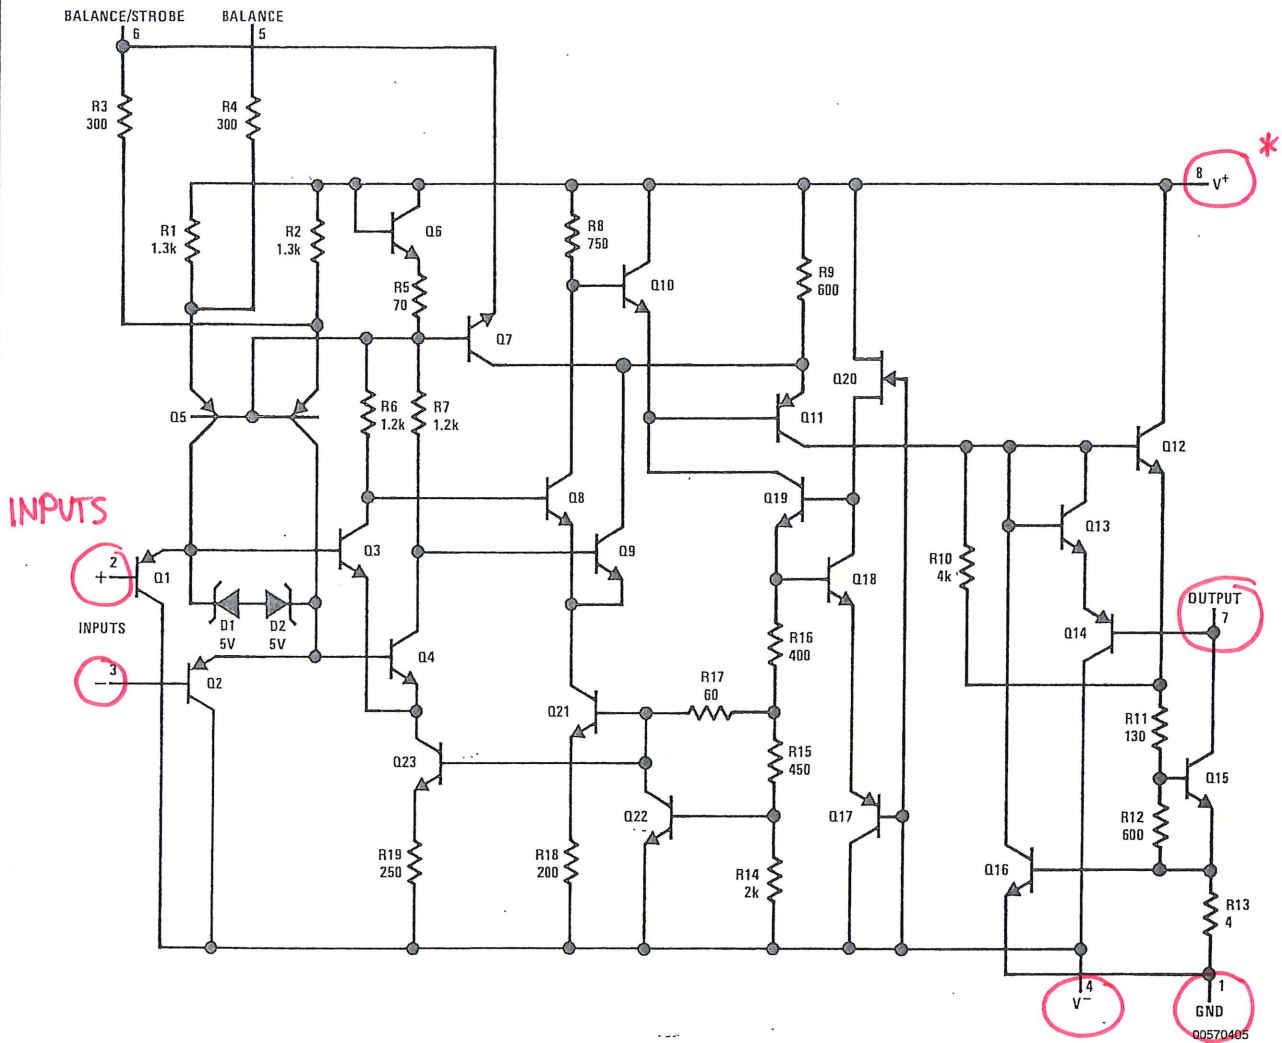 BALANCE/STROBE
BALANCE
6
5
R3
300
R4
300
*
8
V+
R1
1.3k
R2
1.3k
Q6
R8
750
R5
70
Q10
R9
600
Q7
Q20
Q5
R6
1.2k
R7
1.2k
Q11
Q12
INPUTS
Q8
Q19
Q13
+
2
Q1
Q3
Q9
R10
4k
Q18
D1
5V
D2
5V
INPUTS
OUTPUT
7
Q14
R16
400
−
3
Q2
Q4
R17
60
Q21
R11
130
R15
450
Q23
Q15
Q22
Q17
R12
600
R19
250
R18
200
R14
2k
Q16
R13
4
4
V−
1
GND
00570405